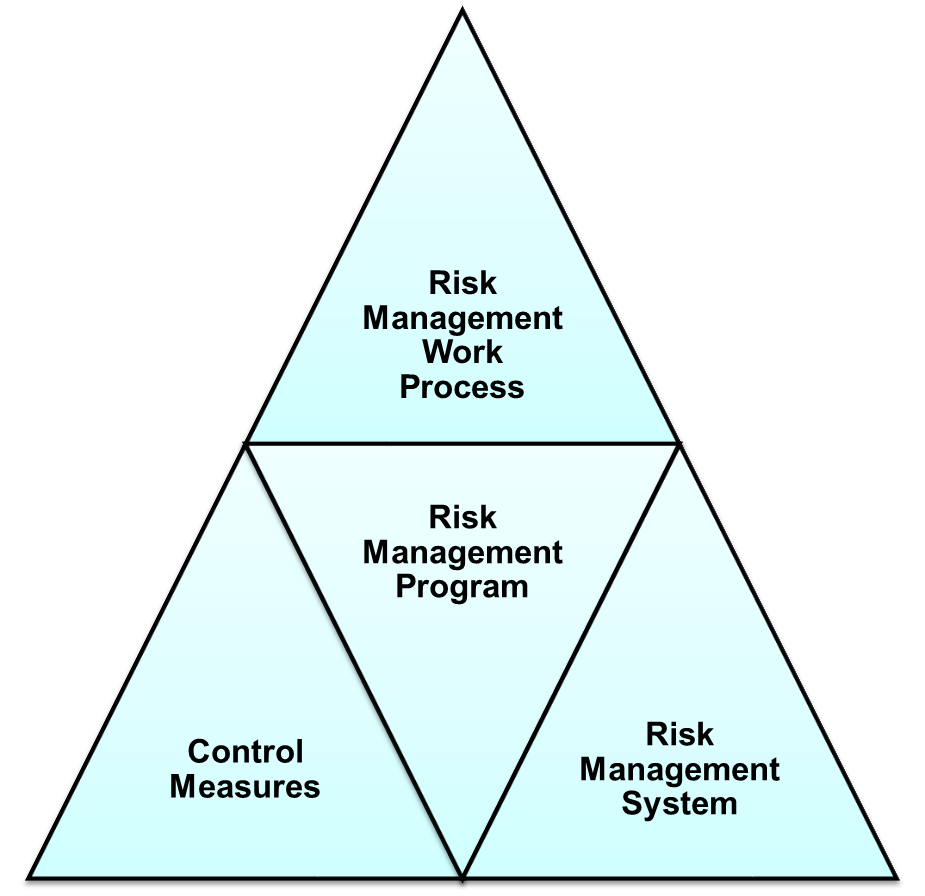 Risk
Management
Work
Process
Risk
Management
Program
Control
Measures
Risk
Management
System